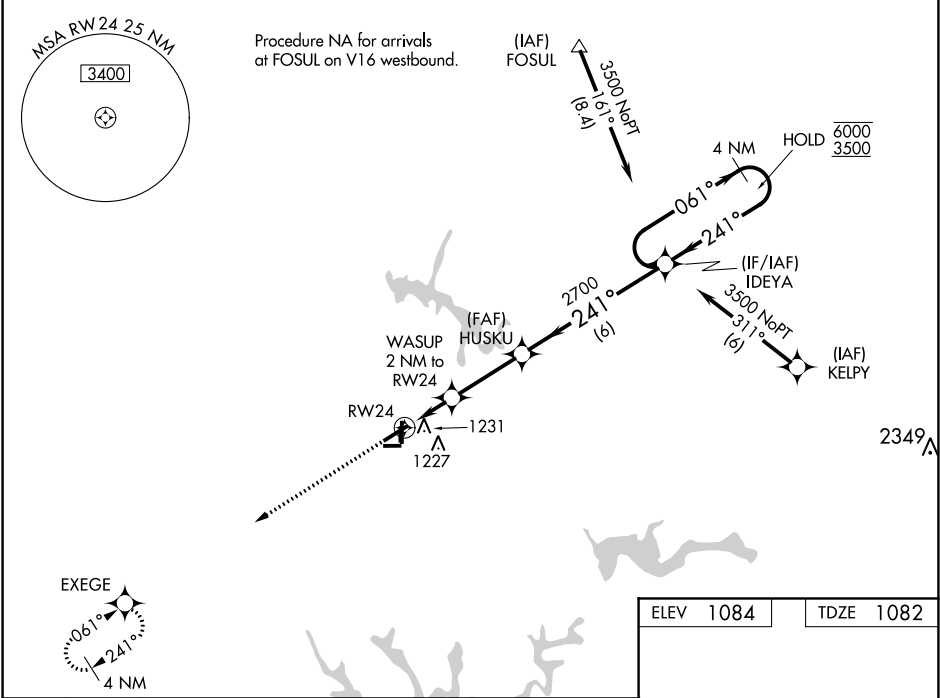 MSA RW24 25 NM
3400
Procedure NA for arrivals
at FOSUL on V16 westbound.
(IAF)
FOSUL
3500 NoPT
161°
(8.4)
4 NM
HOLD
6000
3500
061°
241°
(IF/IAF)
IDEYA
2700
241°
(6)
3500 NoPT
311°
(6)
(IAF)
KELPY
(FAF)
HUSKU
WASUP
2 NM to
RW24
RW24
1231
1227
2349
EXEGE
061°
241°
4 NM
ELEV 1084
TDZE 1082